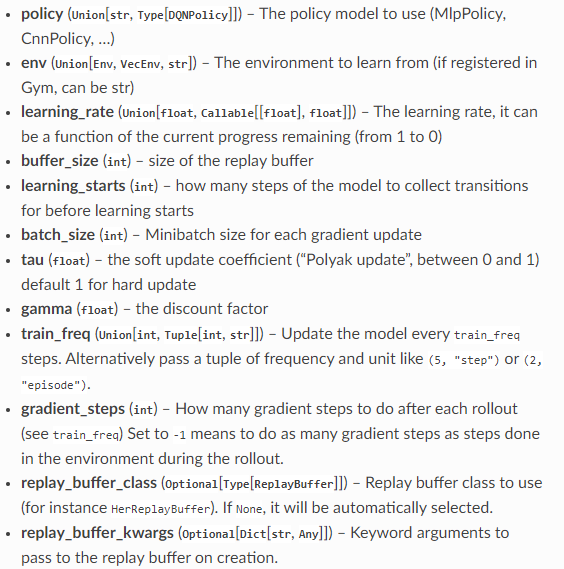 • policy (Union[str, Type[DQNPolicy]]) – The policy model to use (MlpPolicy,
CnnPolicy, …)
• env (Union[Env, VecEnv, str]) – The environment to learn from (if registered in
Gym, can be str)
• learning_rate (Union[float, Callable[[float], float]]) – The learning rate, it can
be a function of the current progress remaining (from 1 to 0)
• buffer_size (int) – size of the replay buffer
• learning_starts (int) – how many steps of the model to collect transitions
for before learning starts
• batch_size (int) – Minibatch size for each gradient update
• tau (float) – the soft update coefficient (“Polyak update”, between 0 and 1)
default 1 for hard update
• gamma (float) – the discount factor
• train_freq (Union[int, Tuple[int, str]]) – Update the model every train_freq
steps. Alternatively pass a tuple of frequency and unit like (5, "step") or (2,
"episode").
• gradient_steps (int) – How many gradient steps to do after each rollout
(see train_freq) Set to -1 means to do as many gradient steps as steps done
in the environment during the rollout.
• replay_buffer_class (Optional[Type[ReplayBuffer]]) – Replay buffer class to use
(for instance HerReplayBuffer). If None, it will be automatically selected.
• replay_buffer_kwargs (Optional[Dict[str, Any]]) – Keyword arguments to
pass to the replay buffer on creation.